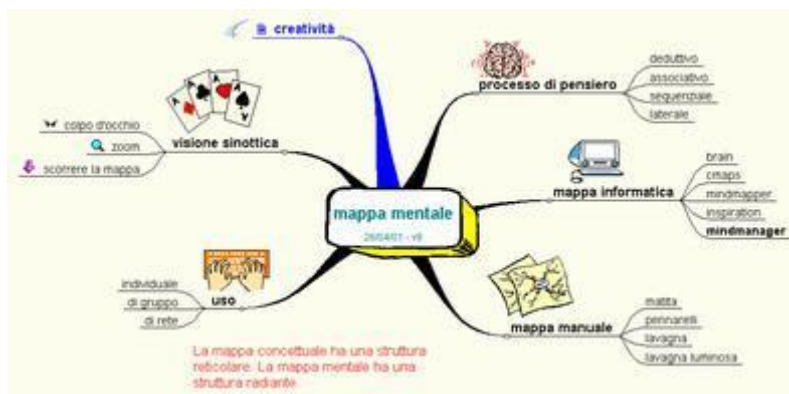 creatività
processo di pensiero
deduttivo
associativo
sequenziale
laterale
visione sinottica
colpo d'occhio
zoom
scorrere la mappa
mappa mentale
mappa informatica
brain
cmaps
mindmapper
inspiration
mindmanager
uso
individuale
di gruppo
di rete
mappa manuale
matita
pennarelli
lavagna
lavagna luminosa
La mappa concettuale ha una struttura
reticolare. La mappa mentale ha una
struttura radiante.